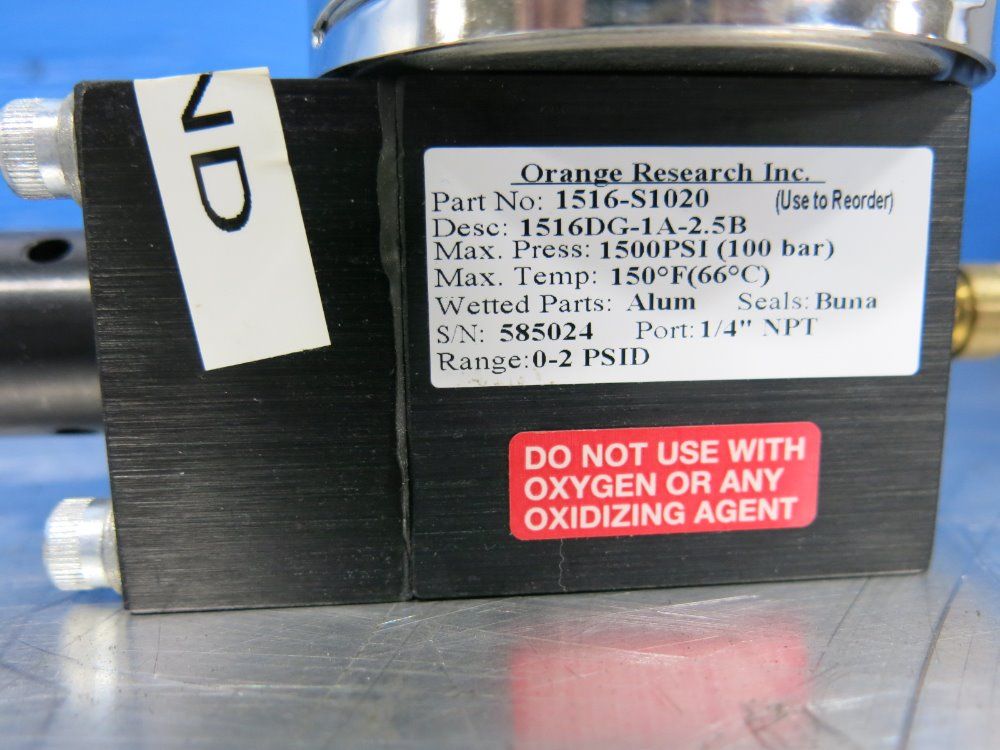 ND
Orange Research Inc.
Part No: 1516-S1020 (Use to Reorder)
Desc: 1516DG-1A-2.5B
Max. Press: 1500PSI (100 bar)
Max. Temp: 150°F(66°C)
Wetted Parts: Alum Seals: Buna
S/N: 585024 Port: 1/4" NPT
Range: 0-2 PSID
DO NOT USE WITH
OXYGEN OR ANY
OXIDIZING AGENT